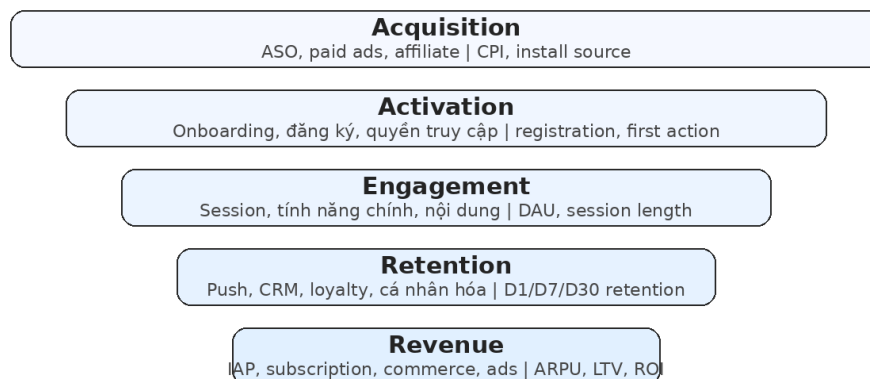 Acquisition
ASO, paid ads, affiliate | CPI, install source
Activation
Onboarding, đăng ký, quyền truy cập | registration, first action
Engagement
Session, tính năng chính, nội dung | DAU, session length
Retention
Push, CRM, loyalty, cá nhân hóa | D1/D7/D30 retention
Revenue
IAP, subscription, commerce, ads | ARPU, LTV, ROI